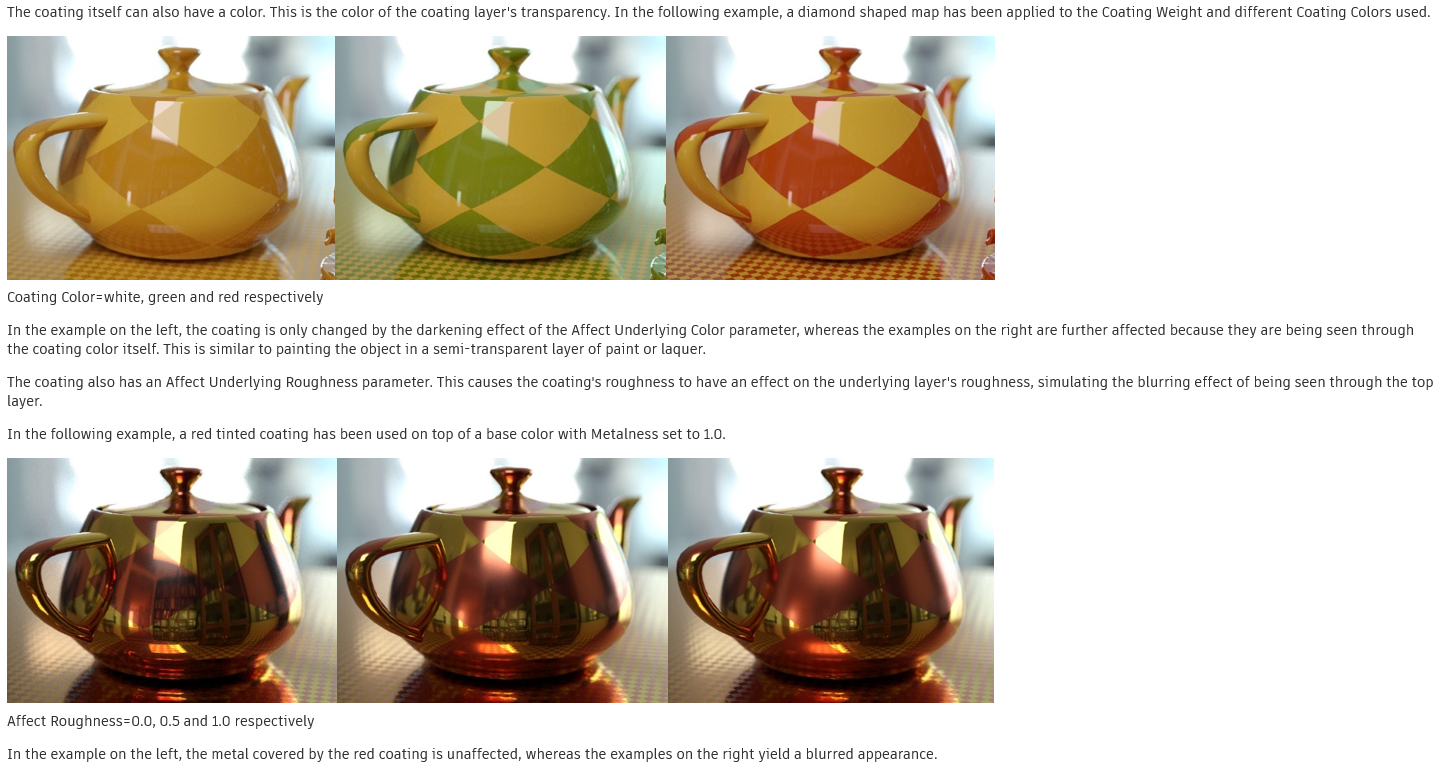 The coating itself can also have a color. This is the color of the coating layer's transparency. In the following example, a diamond shaped map has been applied to the Coating Weight and different Coating Colors used.
Coating Color=white, green and red respectively
In the example on the left, the coating is only changed by the darkening effect of the Affect Underlying Color parameter, whereas the examples on the right are further affected because they are being seen through
the coating color itself. This is similar to painting the object in a semi-transparent layer of paint or laquer.
The coating also has an Affect Underlying Roughness parameter. This causes the coating's roughness to have an effect on the underlying layer's roughness, simulating the blurring effect of being seen through the top
layer.
In the following example, a red tinted coating has been used on top of a base color with Metalness set to 1.0.
Affect Roughness=0.0, 0.5 and 1.0 respectively
In the example on the left, the metal covered by the red coating is unaffected, whereas the examples on the right yield a blurred appearance.